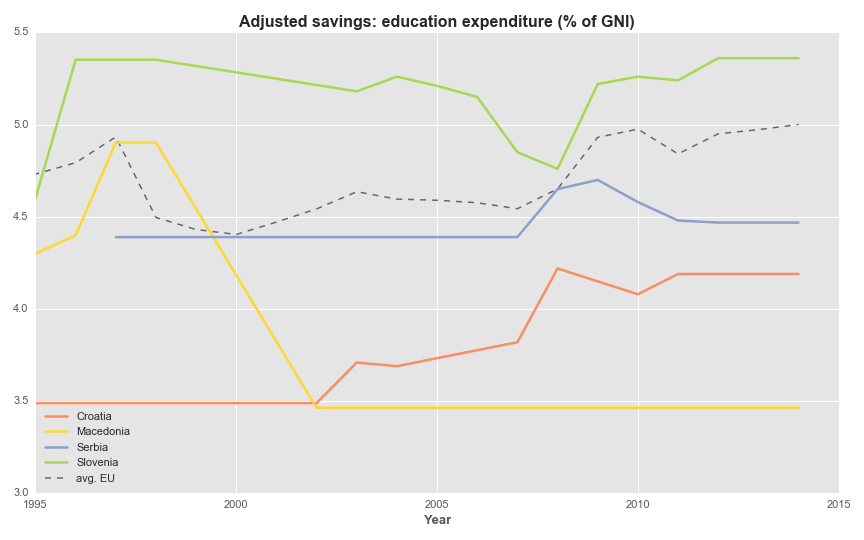 Adjusted savings: education expenditure (% of GNI)
5.5
5.0
4.5
4.0
3.5
3.0
Croatia
Macedonia
Serbia
Slovenia
avg. EU
1995 2000 2005 2010 2015
Year